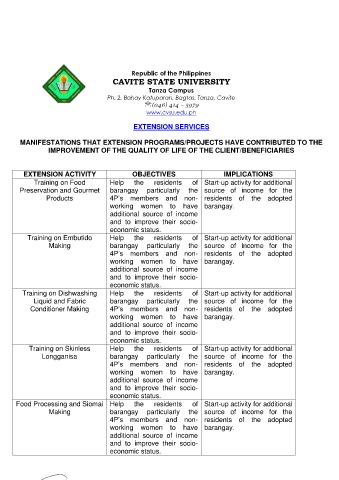 Republic of the Philippines
CAVITE STATE UNIVERSITY
Tanza Campus
Ph. 2, Bahay Katuparan, Bagtas, Tanza, Cavite
☎(046) 414 – 3979
www.cvsu.edu.ph
EXTENSION SERVICES
MANIFESTATIONS THAT EXTENSION PROGRAMS/PROJECTS HAVE CONTRIBUTED TO THE
IMPROVEMENT OF THE QUALITY OF LIFE OF THE CLIENT/BENEFICIARIES
EXTENSION ACTIVITY OBJECTIVES IMPLICATIONS
Training on Food
Preservation and Gourmet
Products
Help the residents of
barangay particularly the
4P's members and non-
working women to have
additional source of income
and to improve their socio-
economic status.
Start-up activity for additional
source of income for the
residents of the adopted
barangay.
Training on Embutido
Making
Help the residents of
barangay particularly the
4P's members and non-
working women to have
additional source of income
and to improve their socio-
economic status.
Start-up activity for additional
source of income for the
residents of the adopted
barangay.
Training on Dishwashing
Liquid and Fabric
Conditioner Making
Help the residents of
barangay particularly the
4P's members and non-
working women to have
additional source of income
and to improve their socio-
economic status.
Start-up activity for additional
source of income for the
residents of the adopted
barangay.
Training on Skinless
Longganisa
Help the residents of
barangay particularly the
4P's members and non-
working women to have
additional source of income
and to improve their socio-
economic status.
Start-up activity for additional
source of income for the
residents of the adopted
barangay.
Food Processing and Siomai
Making
Help the residents of
barangay particularly the
4P's members and non-
working women to have
additional source of income
and to improve their socio-
economic status.
Start-up activity for additional
source of income for the
residents of the adopted
barangay.